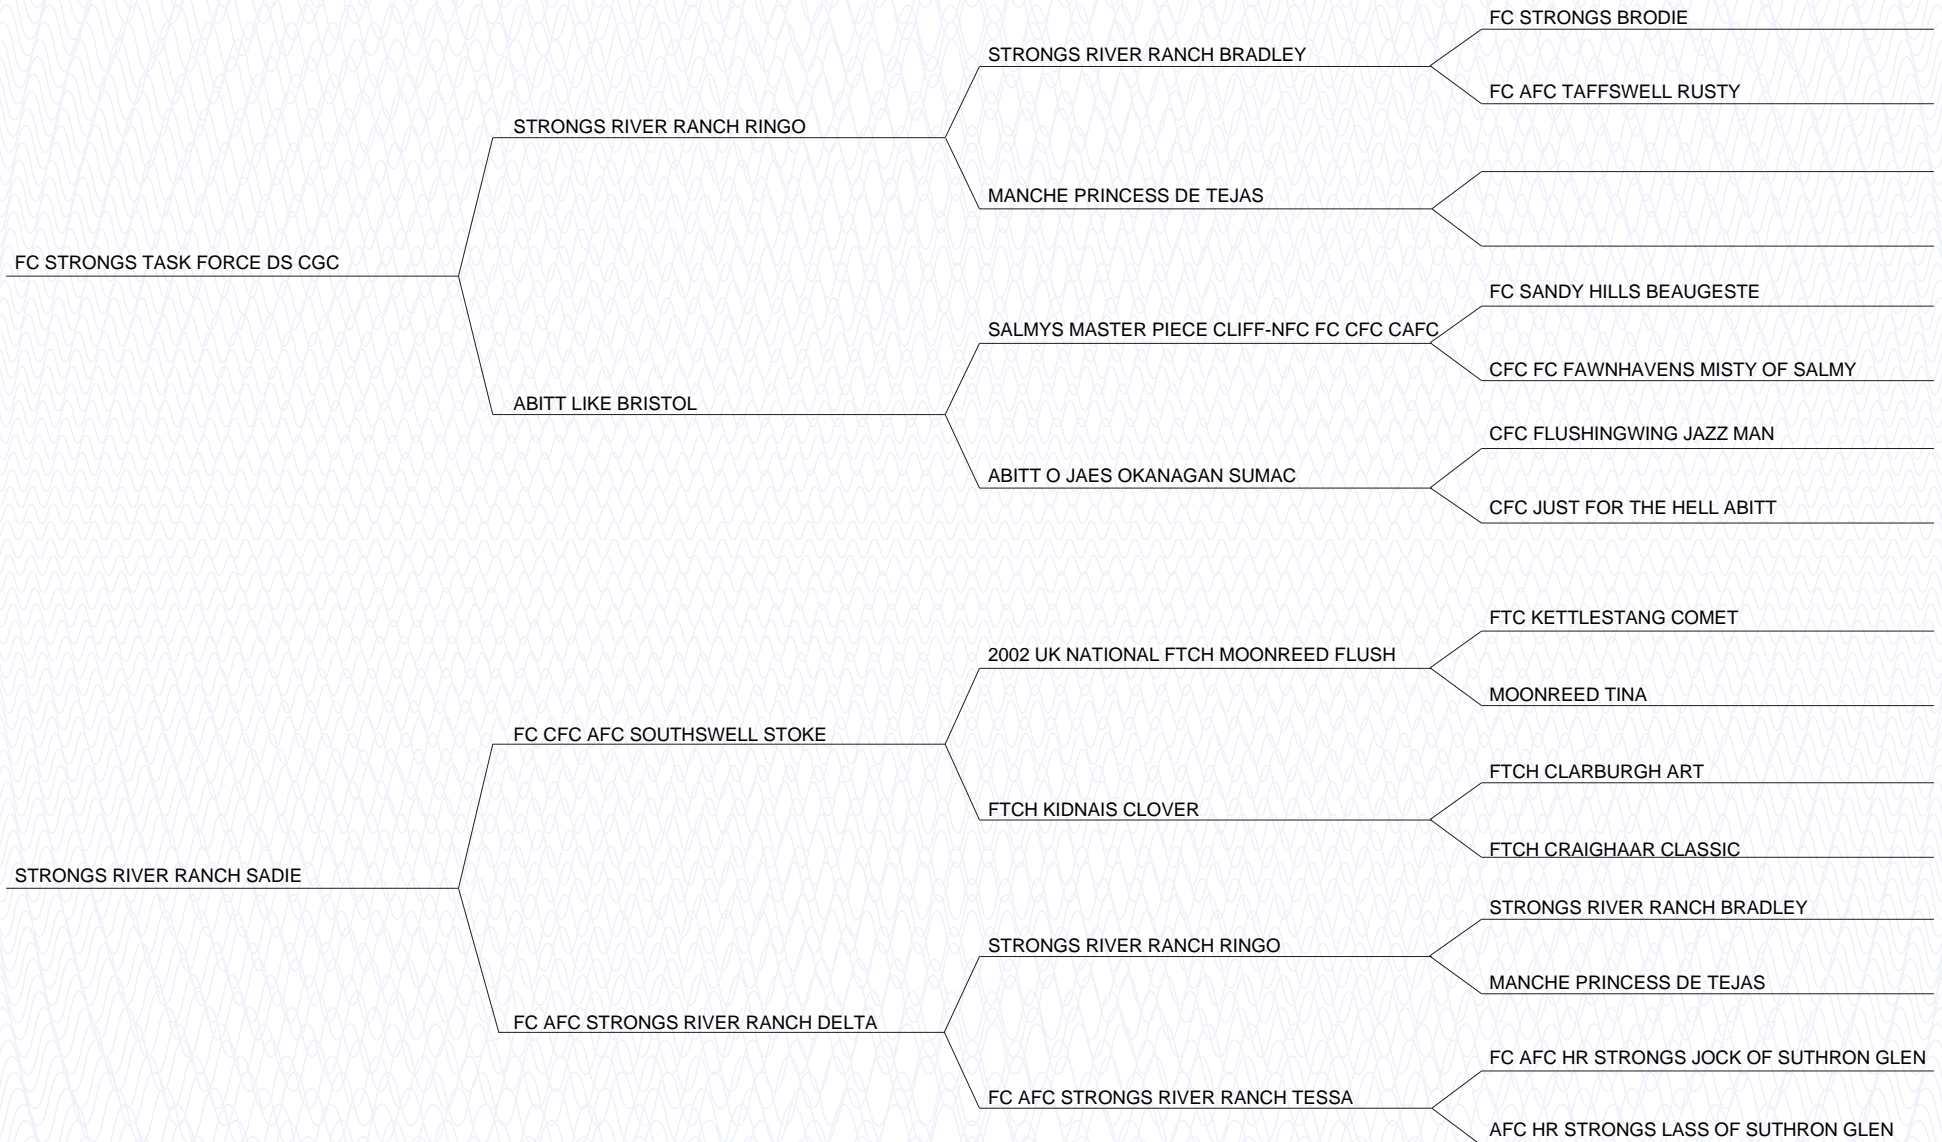 FC STRONGS BRODIE
STRONGS RIVER RANCH BRADLEY
FC AFC TAFFSWELL RUSTY
STRONGS RIVER RANCH RINGO
MANCHE PRINCESS DE TEJAS
FC STRONGS TASK FORCE DS CGC
FC SANDY HILLS BEAUGESTE
SALMYS MASTER PIECE CLIFF-NFC FC CFC CAFC
CFC FC FAWNHAVENS MISTY OF SALMY
ABITT LIKE BRISTOL
CFC FLUSHINGWING JAZZ MAN
ABITT O JAES OKANAGAN SUMAC
CFC JUST FOR THE HELL ABITT
FTC KETTLESTANG COMET
2002 UK NATIONAL FTCH MOONREED FLUSH
MOONREED TINA
FC CFC AFC SOUTHSWELL STOKE
FTCH CLARBURGH ART
FTCH KIDNAIS CLOVER
FTCH CRAIGHAAR CLASSIC
STRONGS RIVER RANCH SADIE
STRONGS RIVER RANCH BRADLEY
STRONGS RIVER RANCH RINGO
MANCHE PRINCESS DE TEJAS
FC AFC STRONGS RIVER RANCH DELTA
FC AFC HR STRONGS JOCK OF SUTHRON GLEN
FC AFC STRONGS RIVER RANCH TESSA
AFC HR STRONGS LASS OF SUTHRON GLEN